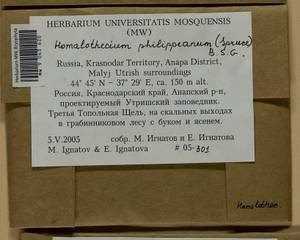 HERBARIUM UNIVERSITATIS MOSQUENSIS
(MW)
Homalothecium philippeanum (Spruce)
B.S.G.
Russia, Krasnodar Territory, Anapa District,
Malyj Utrish surroundings
44° 45' N – 37° 29' E, ca. 150 m alt.
Россия, Краснодарский край, Анапский р-н,
проектируемый Утришский заповедник.
Третья Топольная Щель, на скальных выходах
в грабинниковом лесу с буком и ясенем.
5.V.2005 собр. М. Игнатов и Е. Игнатова
M. Ignatov & E. Ignatova # 05-301
Homalothec.